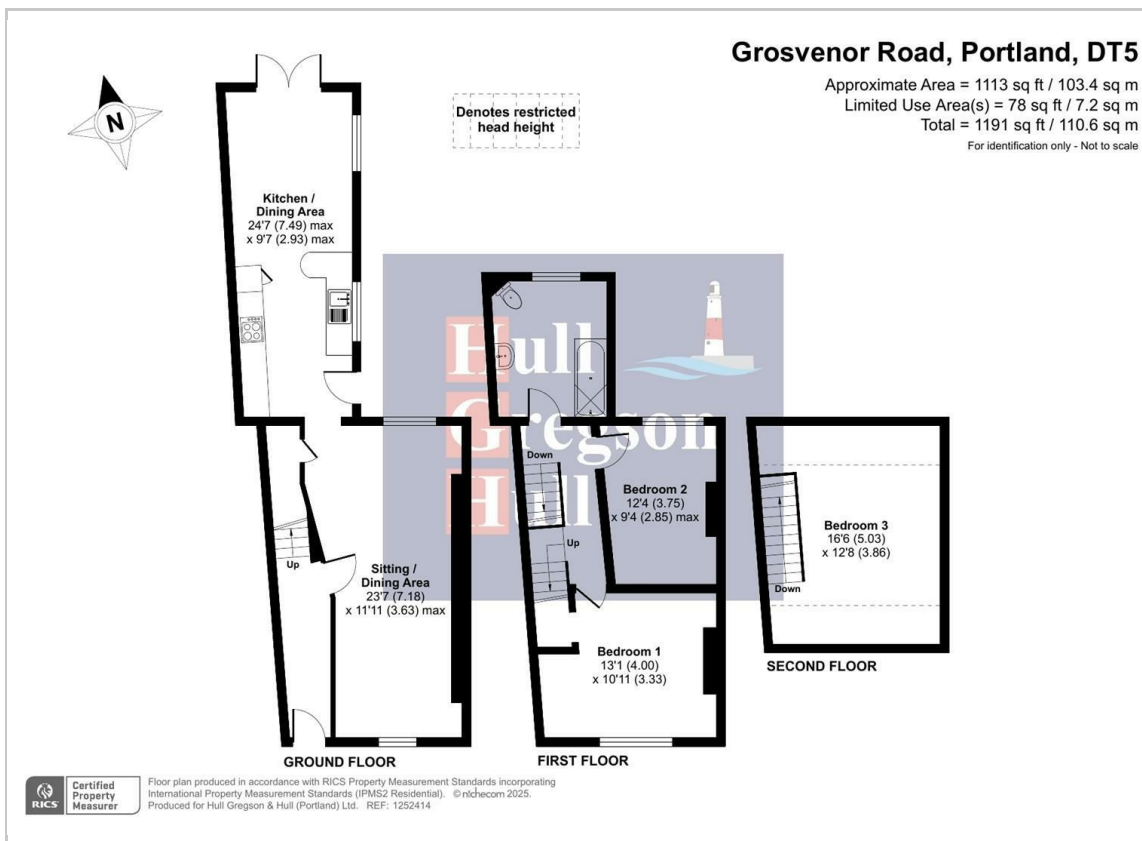 Grosvenor Road, Portland, DT5
Approximate Area = 1113 sq ft / 103.4 sq m
Limited Use Area(s) = 78 sq ft / 7.2 sq m
Total = 1191 sq ft / 110.6 sq m
For identification only - Not to scale
N
Denotes restricted
head height
Kitchen /
Dining Area
24'7 (7.49) max
x 9'7 (2.93) max
Hull
Gregson
Hull
Up
Sitting /
Dining Area
23'7 (7.18)
x 11'11 (3.63) max
GROUND FLOOR
Down
Up
Bedroom 2
12'4 (3.75)
x 9'4 (2.85) max
Bedroom 1
13'1 (4.00)
x 10'11 (3.33)
FIRST FLOOR
Bedroom 3
16'6 (5.03)
x 12'8 (3.86)
Down
SECOND FLOOR
RICS
Certified
Property
Measurer
Floor plan produced in accordance with RICS Property Measurement Standards incorporating
International Property Measurement Standards (IPMS2 Residential). © nichecom 2025.
Produced for Hull Gregson & Hull (Portland) Ltd. REF: 1252414